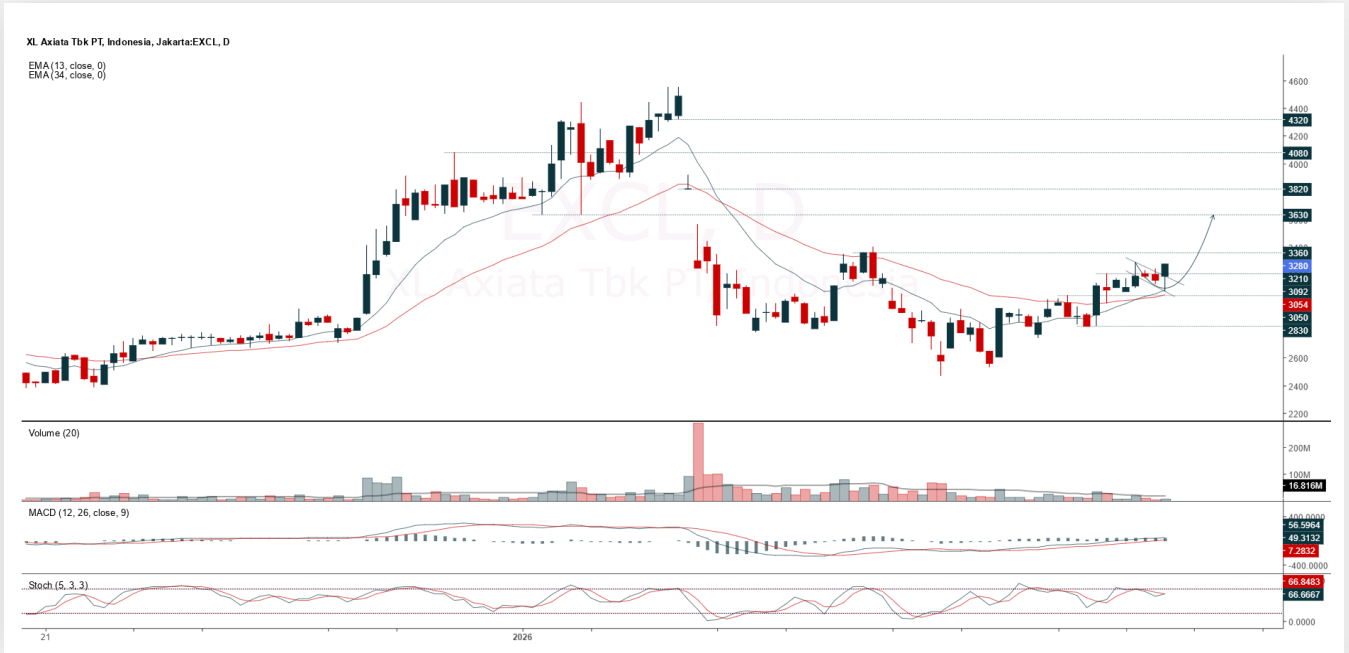 XL Axiata Tbk PT, Indonesia, Jakarta:EXCL, D
EMA (13, close, 0)
EMA (34, close, 0)
EXCL, D
XL Axiata Tbk PT, Indonesia
4600
4400
4320
4200
4080
4000
3820
3630
3360
3280
3210
3092
3054
3050
2830
2600
2400
2200
Volume (20)
200M
100M
16.816M
MACD (12, 26, close, 9)
400.0000
56.5964
49.3132
7.2832
-400.0000
Stoch (5, 3, 3)
66.8483
66.6667
0.0000
21
2026